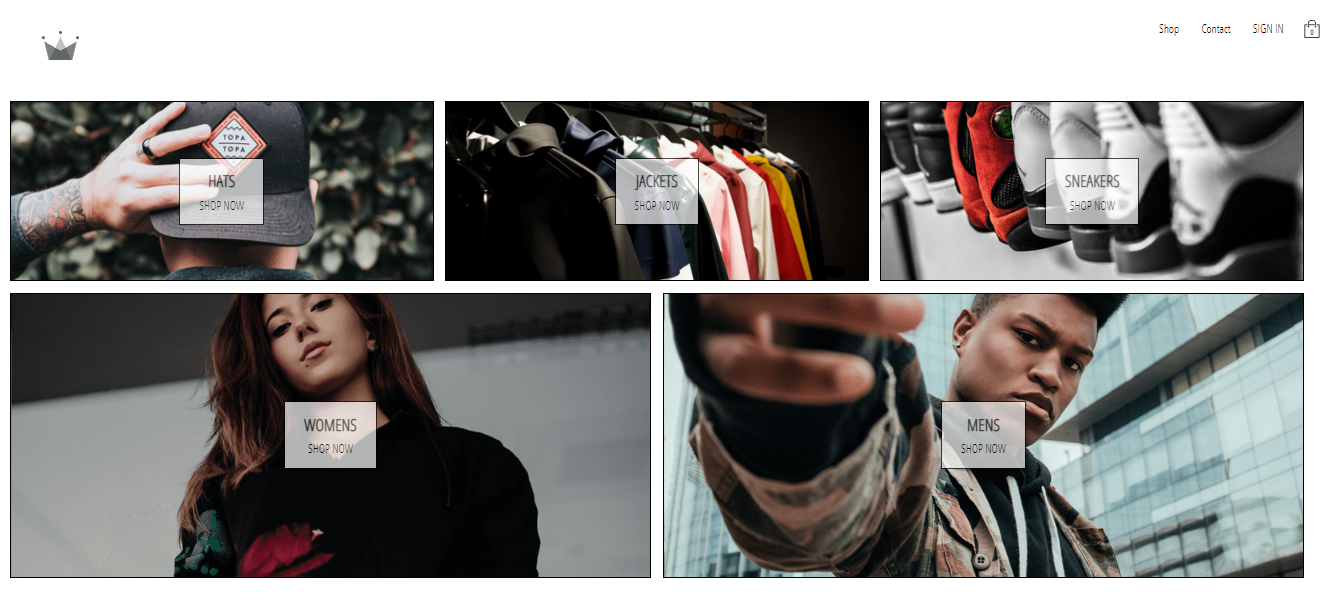 Shop
Contact
SIGN IN
0
TOPA
TOPA
HATS
SHOP NOW
JACKETS
SHOP NOW
SNEAKERS
SHOP NOW
WOMENS
SHOP NOW
MENS
SHOP NOW